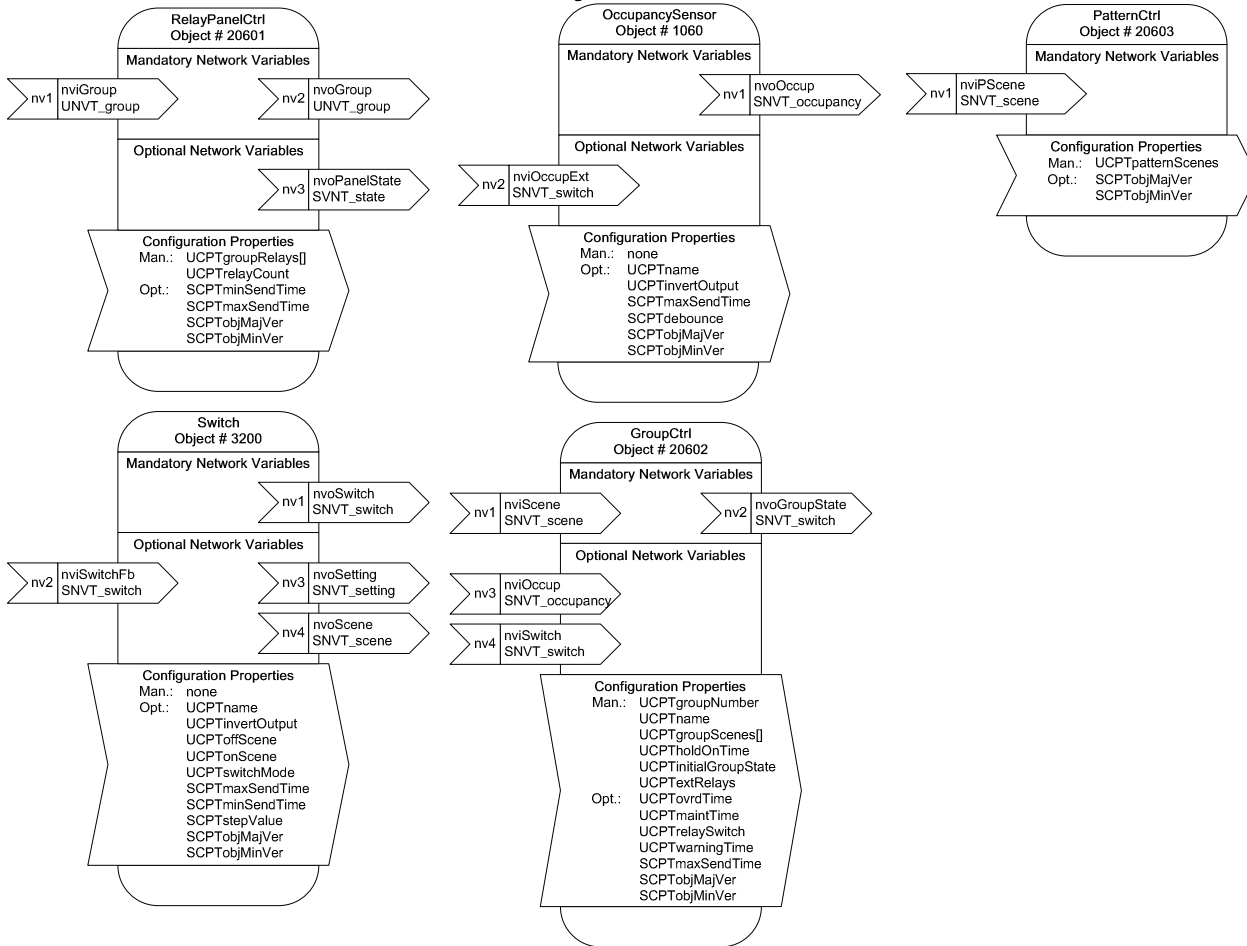 RelayPanelCtrl
Object # 20601
Mandatory Network Variables
nv1
nviGroup
UNVT_group
nv2
nvoGroup
UNVT_group
Optional Network Variables
nv3
nvoPanelState
SVNT_state
Configuration Properties
Man.: UCPTgroupRelays[]
UCPTrelayCount
Opt.: SCPTminSendTime
SCPTmaxSendTime
SCPTobjMajVer
SCPTobjMinVer
OccupancySensor
Object # 1060
Mandatory Network Variables
nv1
nvoOccup
SNVT_occupancy
Optional Network Variables
nv2
nviOccupExt
SNVT_switch
Configuration Properties
Man.: none
Opt.: UCPTname
UCPTinvertOutput
SCPTmaxSendTime
SCPTdebounce
SCPTobjMajVer
SCPTobjMinVer
PatternCtrl
Object # 20603
Mandatory Network Variables
nv1
nviPScene
SNVT_scene
Configuration Properties
Man.: UCPTpatternScenes
Opt.: SCPTobjMajVer
SCPTobjMinVer
Switch
Object # 3200
Mandatory Network Variables
nv1
nvoSwitch
SNVT_switch
Optional Network Variables
nv2
nviSwitchFb
SNVT_switch
nv3
nvoSetting
SNVT_setting
nv4
nvoScene
SNVT_scene
Configuration Properties
Man.: none
Opt.: UCPTname
UCPTinvertOutput
UCPToffScene
UCPTonScene
UCPTswitchMode
SCPTmaxSendTime
SCPTminSendTime
SCPTstepValue
SCPTobjMajVer
SCPTobjMinVer
GroupCtrl
Object # 20602
Mandatory Network Variables
nv1
nviScene
SNVT_scene
nv2
nvoGroupState
SNVT_switch
Optional Network Variables
nv3
nviOccup
SNVT_occupancy
nv4
nviSwitch
SNVT_switch
Configuration Properties
Man.: UCPTgroupNumber
UCPTname
UCPTgroupScenes[]
UCPTholdOnTime
UCPTinitialGroupState
UCPTextRelays
Opt.: UCPTovrdTime
UCPTmaintTime
UCPTrelaySwitch
UCPTwarningTime
SCPTmaxSendTime
SCPTobjMajVer
SCPTobjMinVer